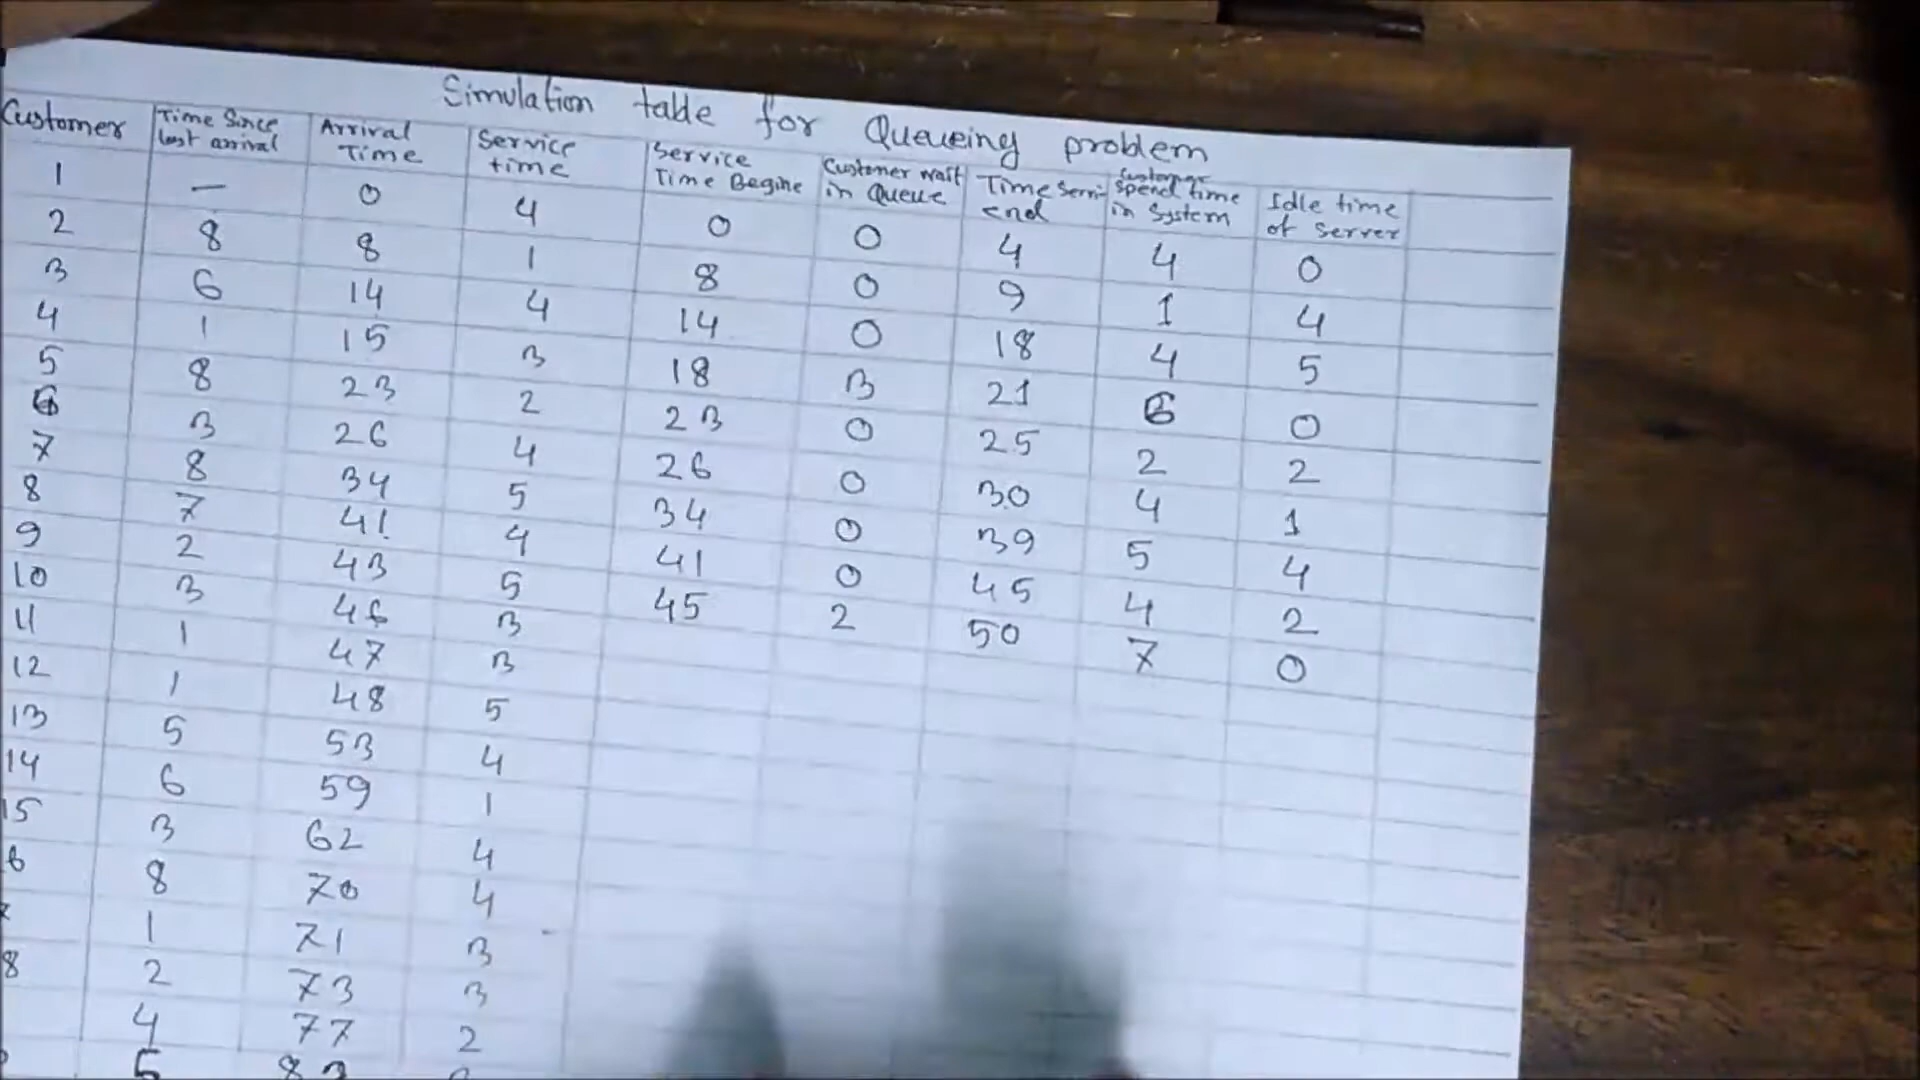 Simulation table for Queueing problem
Customer Time Since last arrival Arrival Time Service time Service Time Begine Customer wait in Queue Time Servi- end Customer spend time in System Idle time of Server
1 — 0 4 0 0 4 4 0
2 8 8 1 8 0 9 1 4
3 6 14 4 14 0 18 4 5
4 1 15 3 18 3 21 6 0
5 8 23 2 23 0 25 2 2
6 3 26 4 26 0 30 4 1
7 8 34 5 34 0 39 5 4
8 7 41 4 41 0 45 4 2
9 2 43 5 45 2 50 7 0
10 3 46 3
11 1 47 3
12 1 48 5
13 5 53 4
14 6 59 1
15 3 62 4
6 8 70 4
1 71 3
8 2 73 3
4 77 2
5